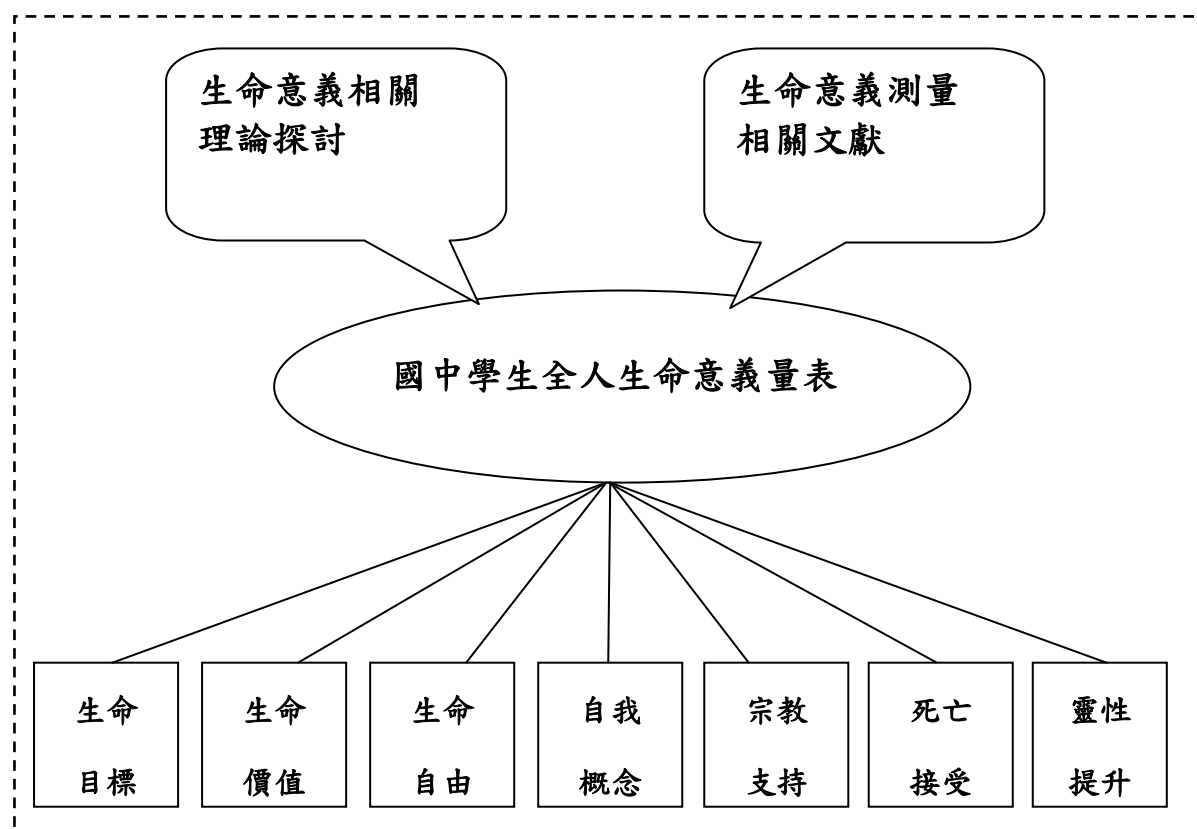 生命意義相關
理論探討
生命意義測量
相關文獻
國中學生全人生命意義量表
生命
目標
生命
價值
生命
自由
自我
概念
宗教
支持
死亡
接受
靈性
提升